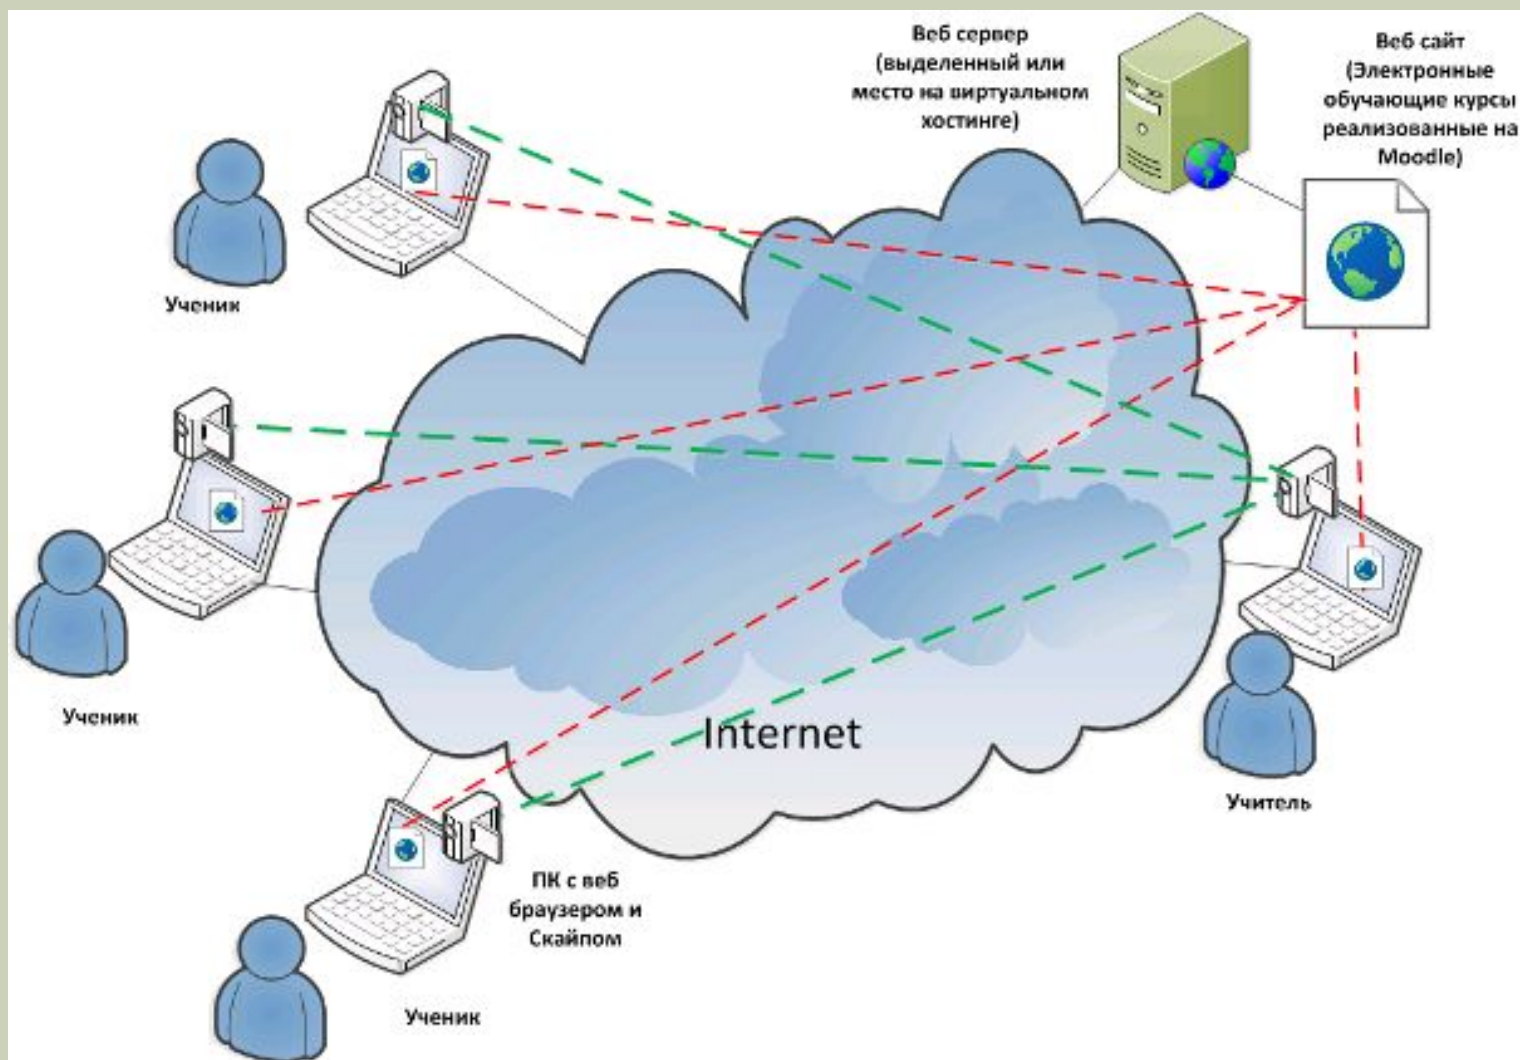 Веб сервер
(выделенный или
место на виртуальном
хостинге)
Веб сайт
(Электронные
обучающие курсы
реализованные на
Moodle)
Ученик
Ученик
Internet
Учитель
ПК с веб
браузером и
Скайпом
Ученик